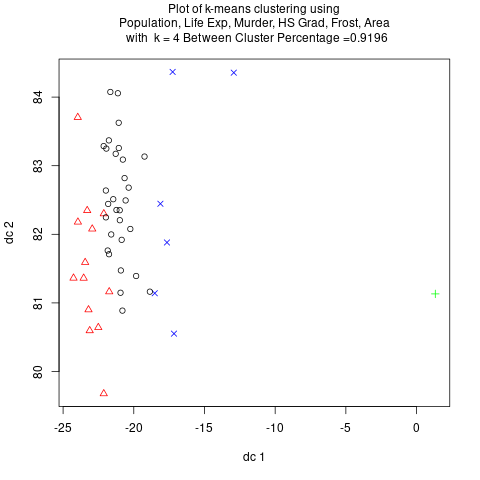 Plot of k-means clustering using
Population, Life Exp, Murder, HS Grad, Frost, Area
with  k = 4 Between Cluster Percentage =0.9196
84
83
82
81
80
dc 2
-25
-20
-15
-10
-5
0
dc 1